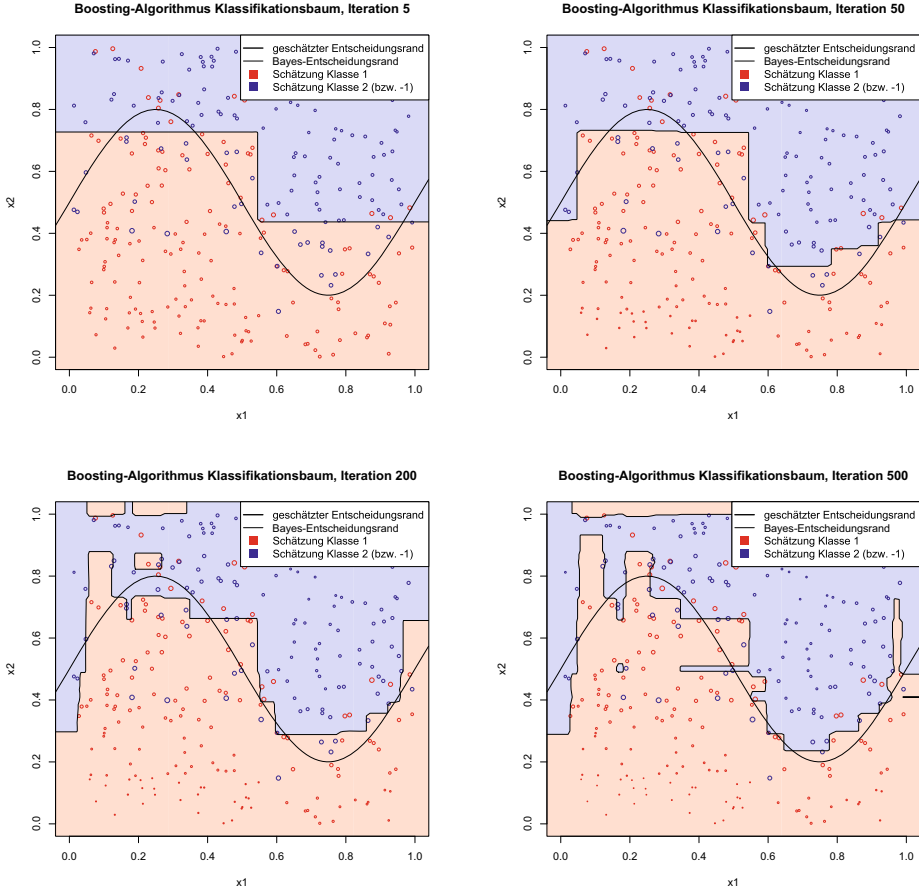 Boosting-Algorithmus Klassifikationsbaum, Iteration 5
geschätzter Entscheidungsrand
Bayes-Entscheidungsrand
Schätzung Klasse 1
Schätzung Klasse 2 (bzw. -1)
x2
0.0 0.2 0.4 0.6 0.8 1.0
0.0 0.2 0.4 0.6 0.8 1.0
x1
Boosting-Algorithmus Klassifikationsbaum, Iteration 50
geschätzter Entscheidungsrand
Bayes-Entscheidungsrand
Schätzung Klasse 1
Schätzung Klasse 2 (bzw. -1)
x2
0.0 0.2 0.4 0.6 0.8 1.0
0.0 0.2 0.4 0.6 0.8 1.0
x1
Boosting-Algorithmus Klassifikationsbaum, Iteration 200
geschätzter Entscheidungsrand
Bayes-Entscheidungsrand
Schätzung Klasse 1
Schätzung Klasse 2 (bzw. -1)
x2
0.0 0.2 0.4 0.6 0.8 1.0
0.0 0.2 0.4 0.6 0.8 1.0
x1
Boosting-Algorithmus Klassifikationsbaum, Iteration 500
geschätzter Entscheidungsrand
Bayes-Entscheidungsrand
Schätzung Klasse 1
Schätzung Klasse 2 (bzw. -1)
x2
0.0 0.2 0.4 0.6 0.8 1.0
0.0 0.2 0.4 0.6 0.8 1.0
x1